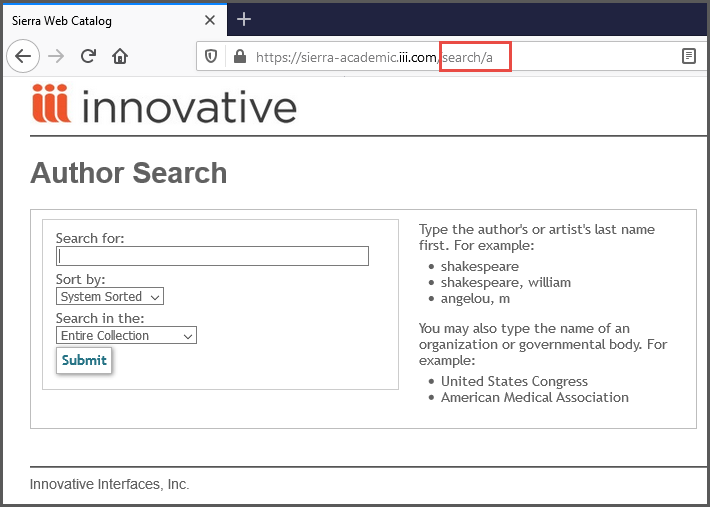 Sierra Web Catalog
https://sierra-academic.iii.com/search/a
iii innovative
Author Search
Search for:
Sort by:
System Sorted
Search in the:
Entire Collection
Submit
Type the author's or artist's last name
first. For example:
• shakespeare
• shakespeare, william
• angelou, m
You may also type the name of an
organization or governmental body. For
example:
• United States Congress
• American Medical Association
Innovative Interfaces, Inc.